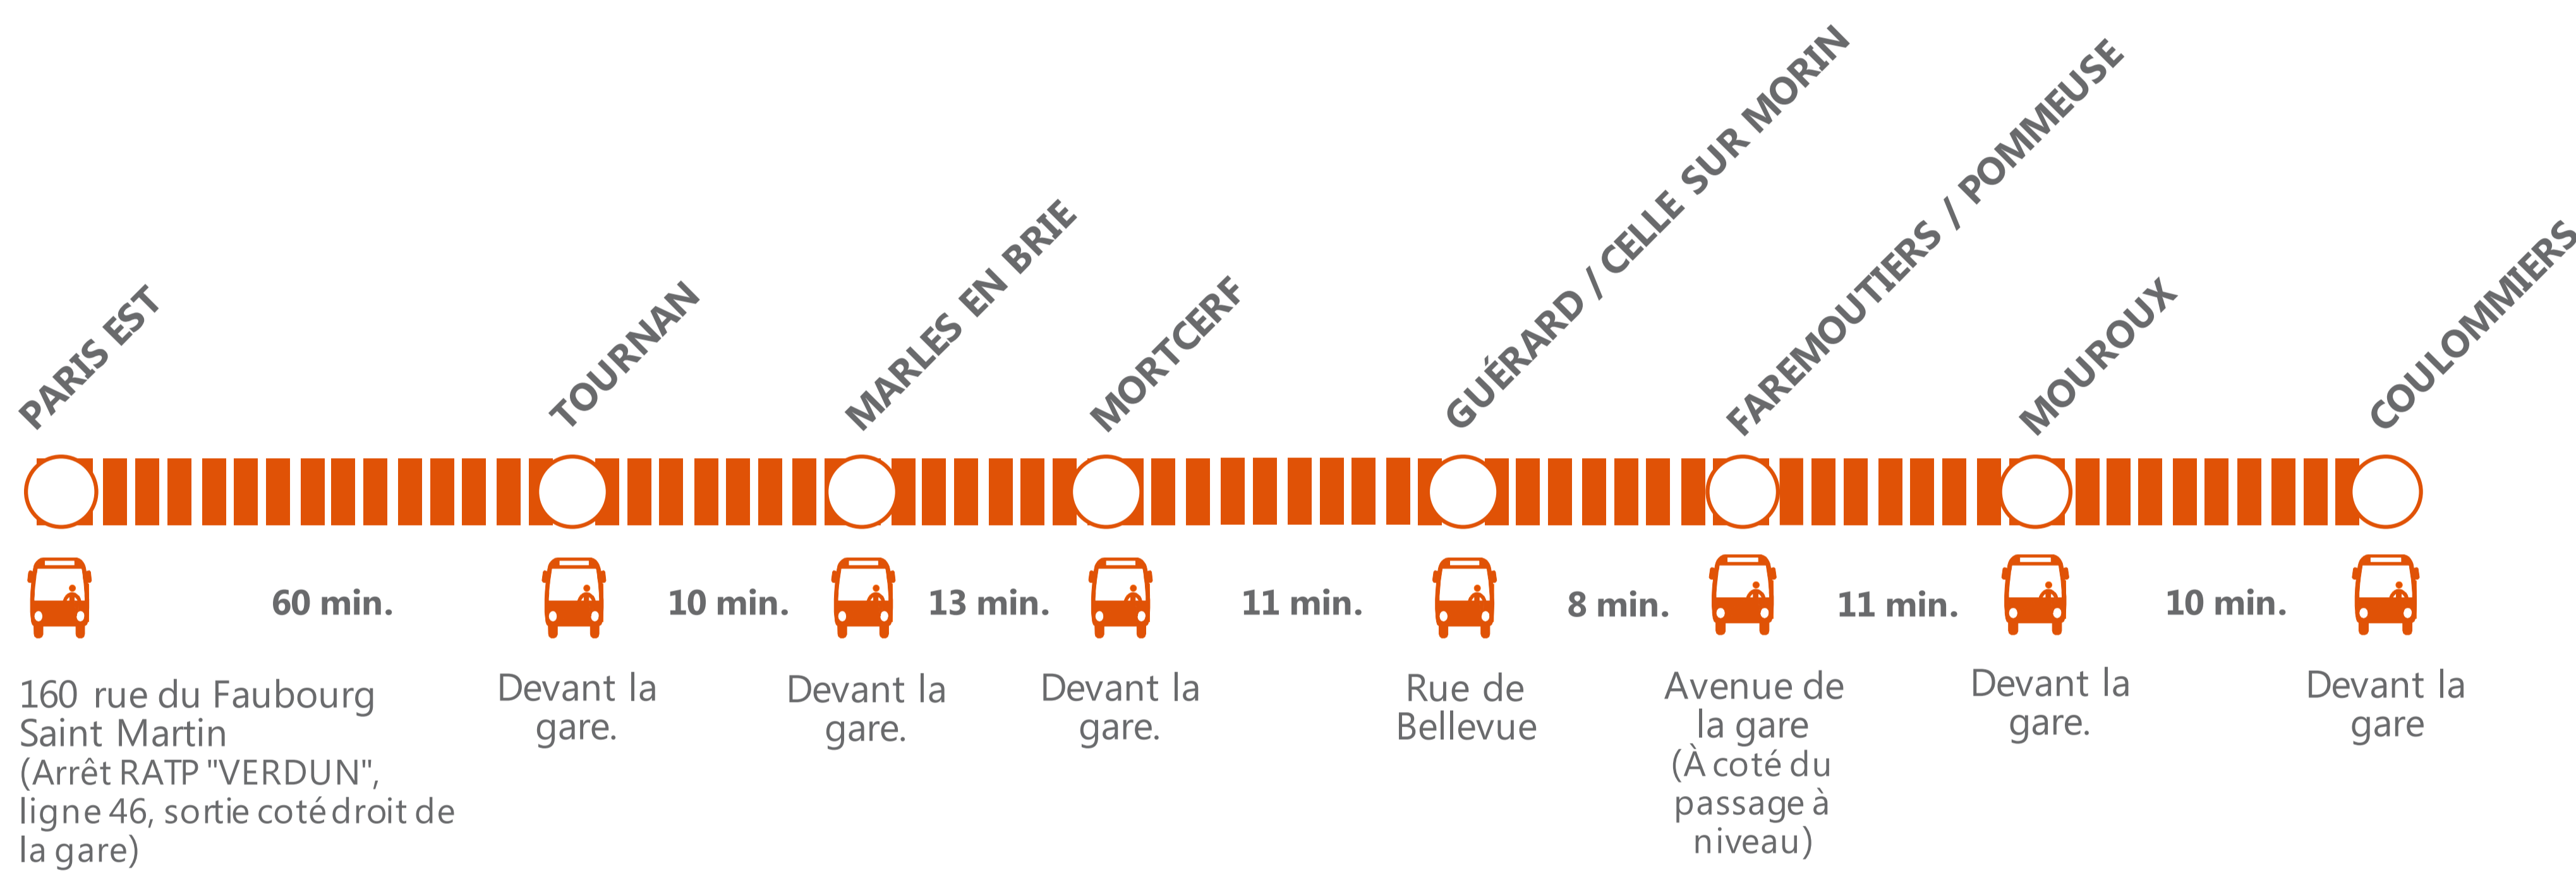 PARIS EST
TOURNAN
MARLES EN BRIE
MORTCERF
GUÉRARD / CELLE SUR MORIN
FAREMOUTIERS / POMMEUSE
MOUROUX
COULOMMIERS
60 min.
10 min.
13 min.
11 min.
8 min.
11 min.
10 min.
160 rue du Faubourg
Saint Martin
(Arrêt RATP "VERDUN",
ligne 46, sortie coté droit de
la gare)
Devant la
gare.
Devant la
gare.
Devant la
gare.
Rue de
Bellevue
Avenue de
la gare
(À coté du
passage à
niveau)
Devant la
gare.
Devant la
gare